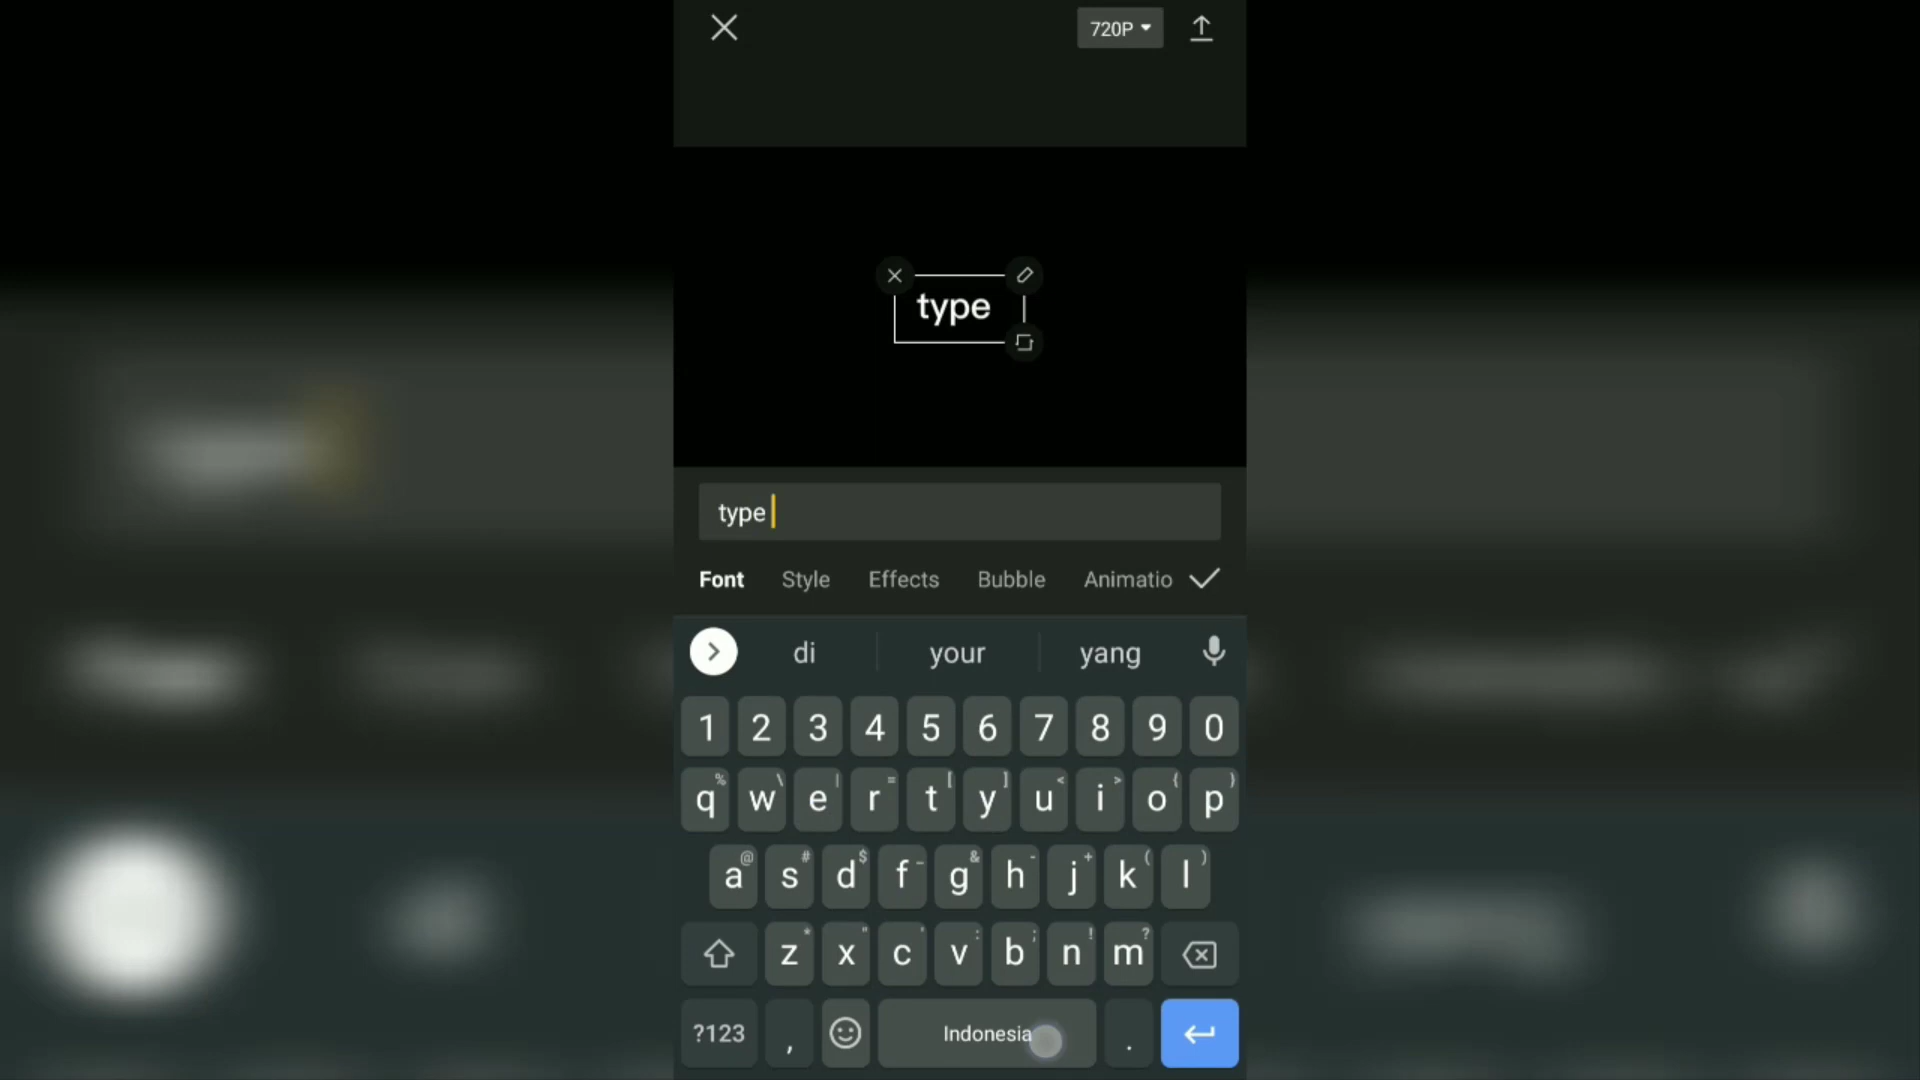 720P
type
type
Font Style Effects Bubble Animatio
di your yang
1 2 3 4 5 6 7 8 9 0
% \ | = [ ] < > { }
q w e r t y u i o p
@ # $ _ & - + ( )
a s d f g h j k l
* " ' : ; ! ?
z x c v b n m
?123 , Indonesia .